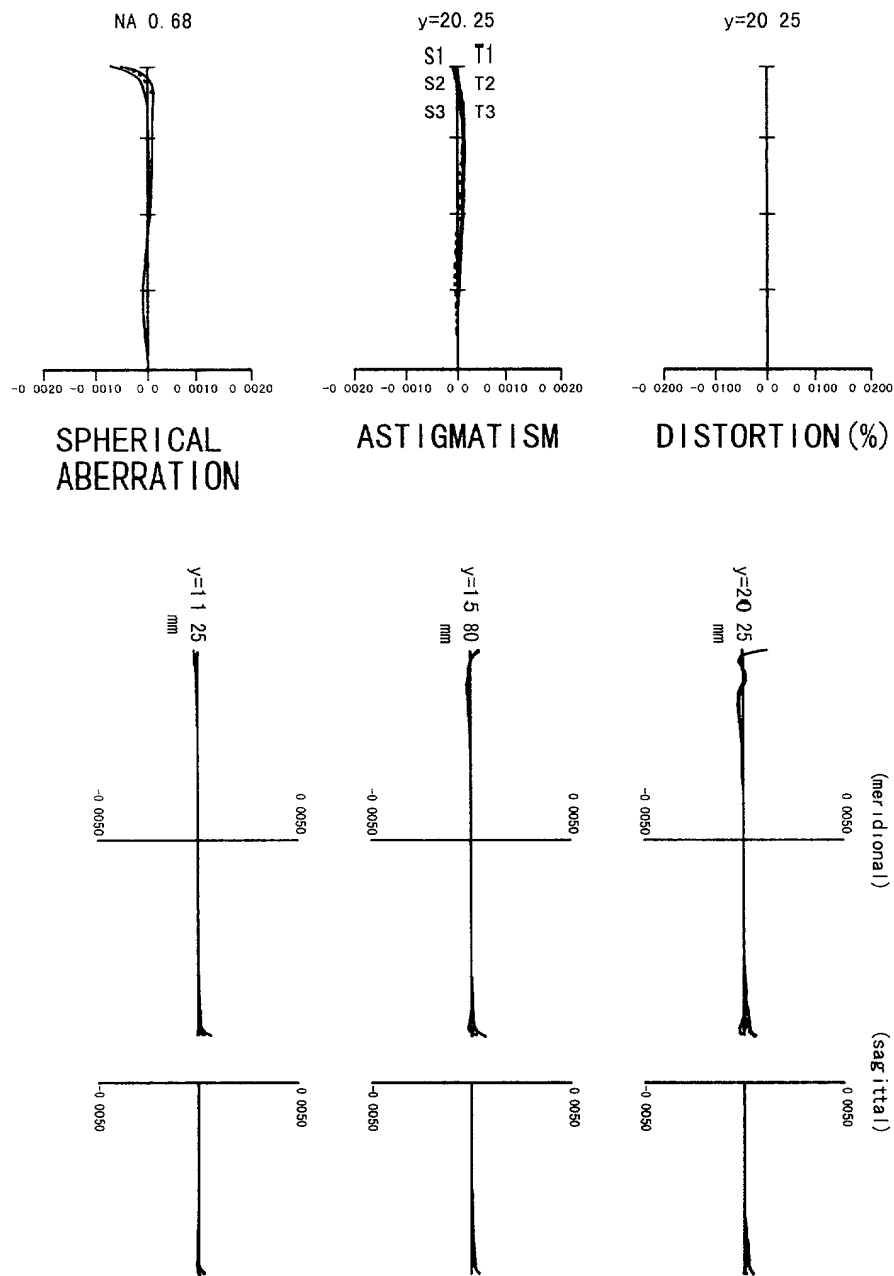 NA 0.68
y=20.25
y=20 25
S1 T1
S2 T2
S3 T3
-0 0020 -0 0010 0 0 0 0010 0 0020
-0 0020 -0 0010 0 0 0 0010 0 0020
-0 0200 -0 0100 0 0 0 0100 0 0200
SPHERICAL
ABERRATION
ASTIGMATISM
DISTORTION(%)
y=11 25
mm
y=15 80
mm
y=20 25
mm
-0 0050
0 0050
-0 0050
0 0050
-0 0050
0 0050
(meridional)
-0 0050
0 0050
-0 0050
0 0050
-0 0050
0 0050
(sagittal)